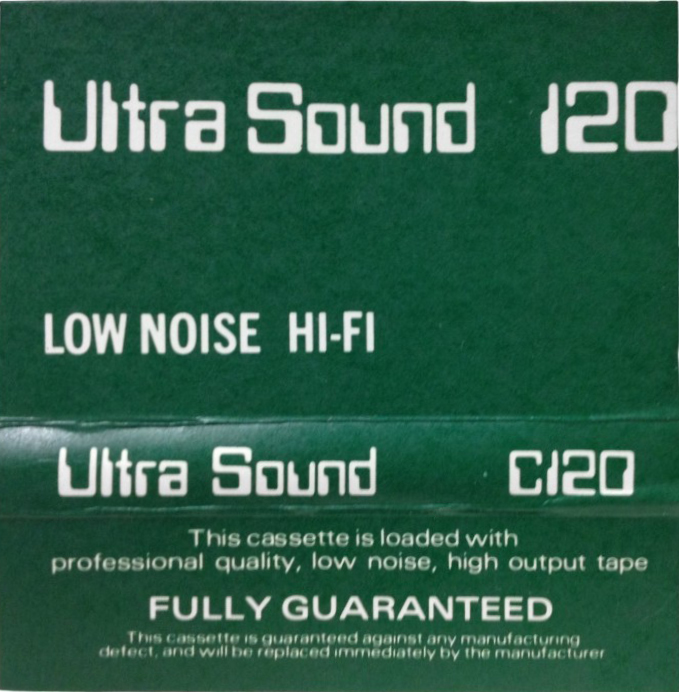 Ultra Sound 120
LOW NOISE HI-FI
Ultra Sound C120
This cassette is loaded with
professional quality, low noise, high output tape
FULLY GUARANTEED
This cassette is guaranteed against any manufacturing
defect, and will be replaced immediately by the manufacturer